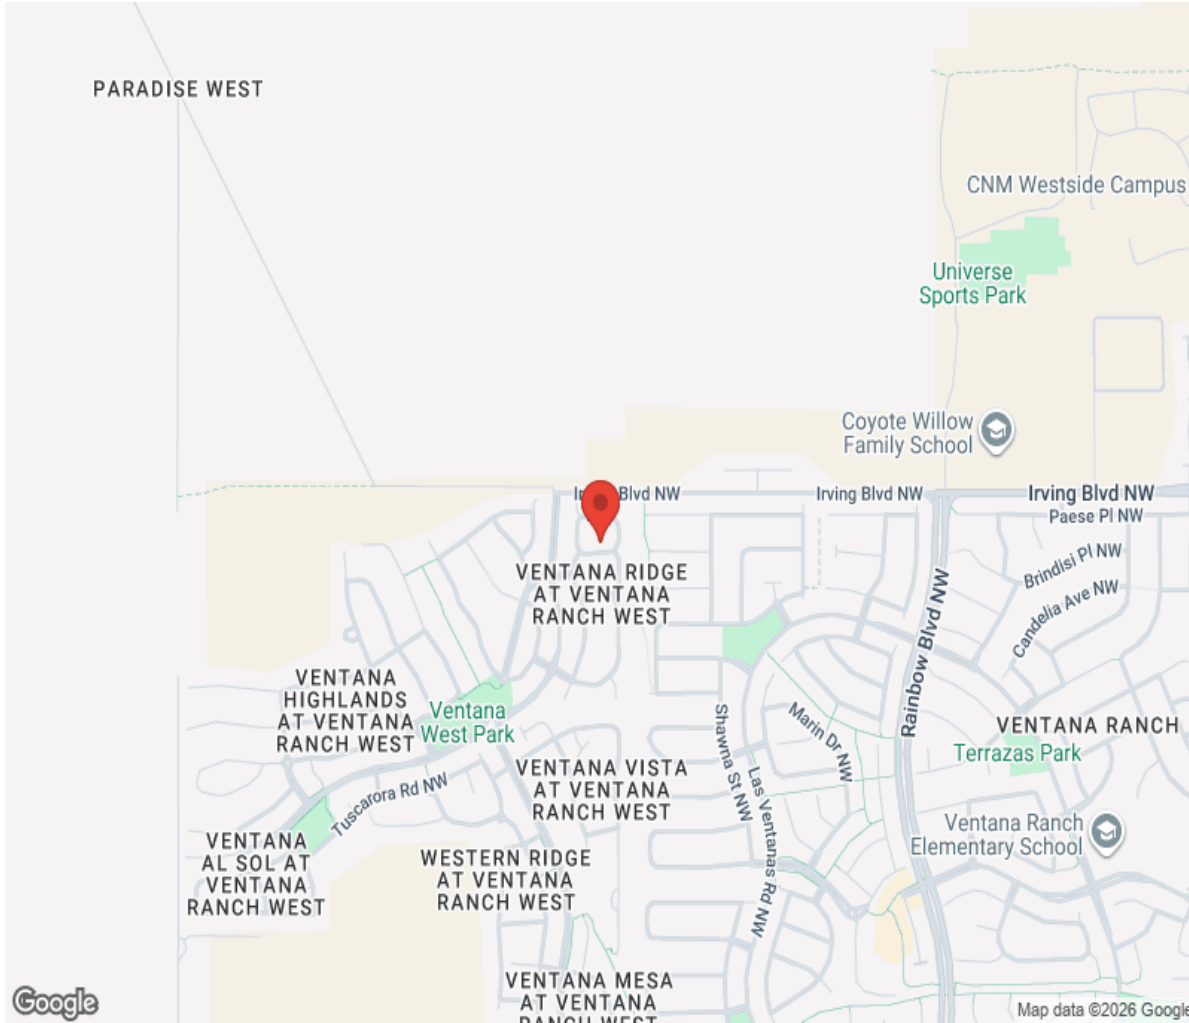 PARADISE WEST
CNM Westside Campus
Universe
Sports Park
Coyote Willow
Family School
Irving Blvd NW
Irving Blvd NW
Paese Pl NW
Brindisi Pl NW
Candelia Ave NW
Rainbow Blvd NW
VENTANA RIDGE
AT VENTANA
RANCH WEST
VENTANA
HIGHLANDS
AT VENTANA
RANCH WEST
Ventana
West Park
Shawna St NW
Marin Dr NW
VENTANA RANCH
Terrazas Park
VENTANA VISTA
AT VENTANA
RANCH WEST
Las Ventanas Rd NW
Tuscarora Rd NW
Ventana Ranch
Elementary School
VENTANA
AL SOL AT
VENTANA
RANCH WEST
WESTERN RIDGE
AT VENTANA
RANCH WEST
VENTANA MESA
AT VENTANA
RANCH WEST
Google
Map data ©2026 Google